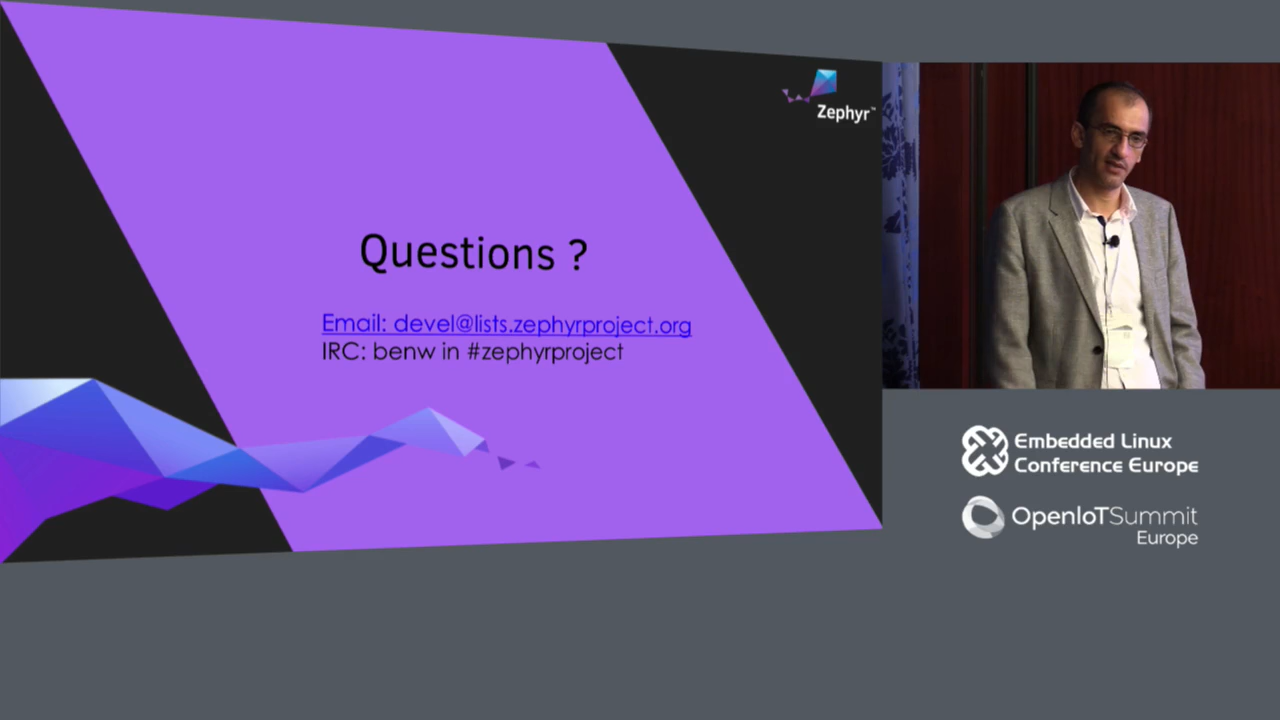 Zephyr™
Questions ?
Email: devel@lists.zephyrproject.org
IRC: benw in #zephyrproject
Embedded Linux
Conference Europe
OpenIoTSummit
Europe